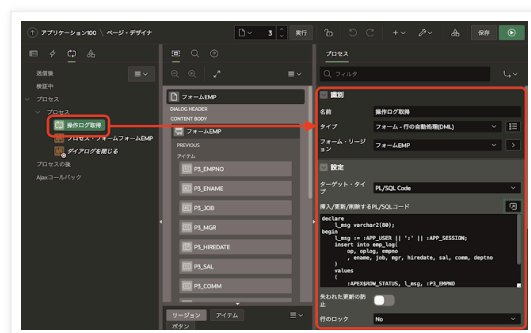 アプリケーション100 \ ページ・デザイナ
3
実行
保存
送信後
検証中
プロセス
プロセス
操作ログ取得
プロセス・フォームフォームEMP
ダイアログを閉じる
プロセスの後
Ajaxコールバック
フォームEMP
DIALOG HEADER
CONTENT BODY
フォームEMP
PREVIOUS
アイテム
P3_EMPNO
P3_ENAME
P3_JOB
P3_MGR
P3_HIREDATE
P3_SAL
P3_COMM
リージョン
アイテム
ボタン
プロセス
フィルタ
識別
名前
操作ログ取得
タイプ
フォーム - 行の自動処理(DML)
フォーム・リージョン
フォームEMP
設定
ターゲット・タイプ
PL/SQL Code
挿入/更新/削除するPL/SQLコード
declare
l_msg varchar2(80);
begin
l_msg := :APP_USER || ':' || :APP_SESSION;
insert into emp_log(
op, oplog, empno
, ename, job, mgr, hiredate, sal, comm, deptno
)
values
(
:APEX$ROW_STATUS, l_msg, :P3_EMPNO
失われた更新の防止
行のロック
No